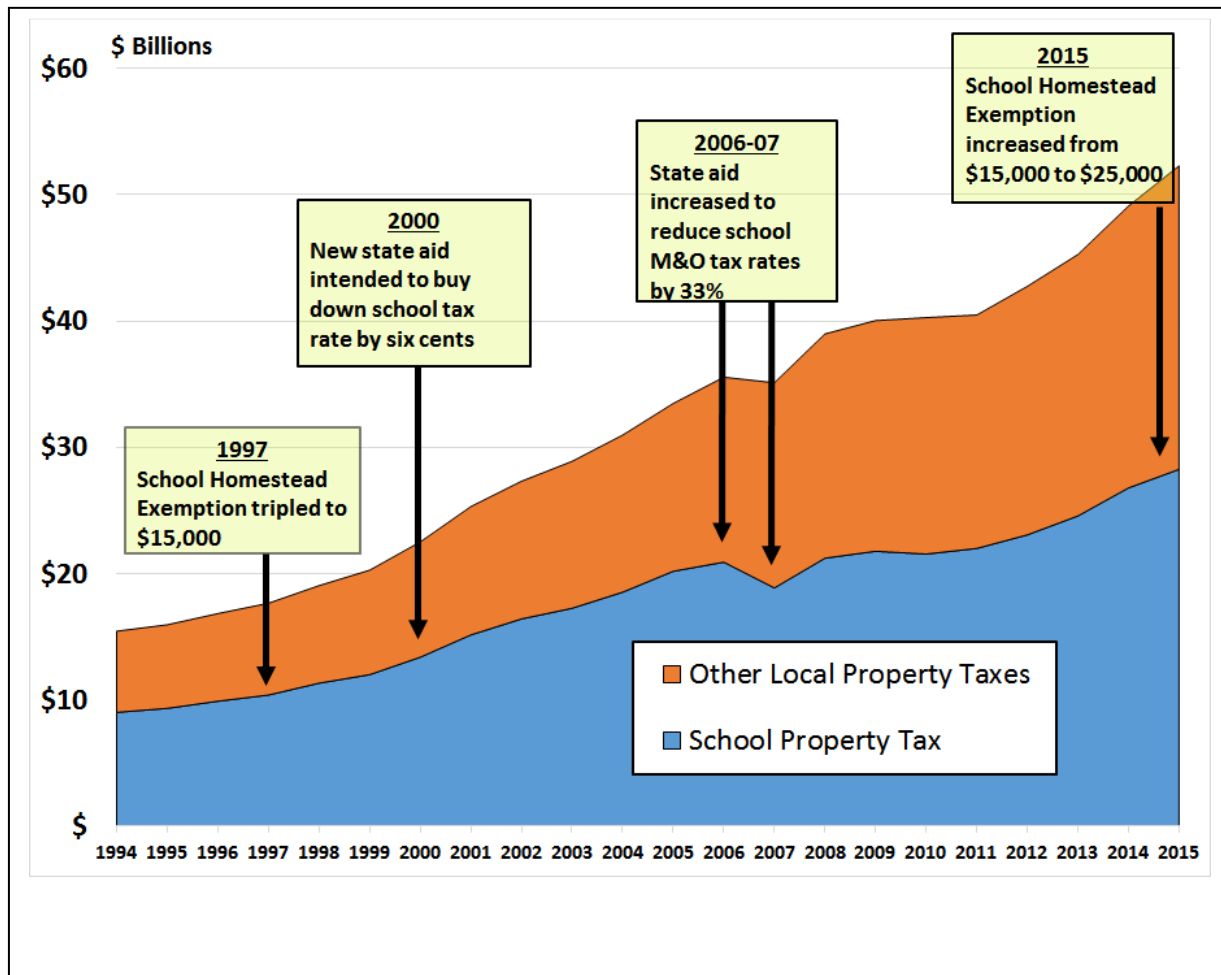 $ Billions
$60
$50
$40
$30
$20
$10
$
1997
School Homestead
Exemption tripled to
$15,000
2000
New state aid
intended to buy
down school tax
rate by six cents
2006-07
State aid
increased to
reduce school
M&O tax rates
by 33%
2015
School Homestead
Exemption
increased from
$15,000 to $25,000
Other Local Property Taxes
School Property Tax
1994 1995 1996 1997 1998 1999 2000 2001 2002 2003 2004 2005 2006 2007 2008 2009 2010 2011 2012 2013 2014 2015